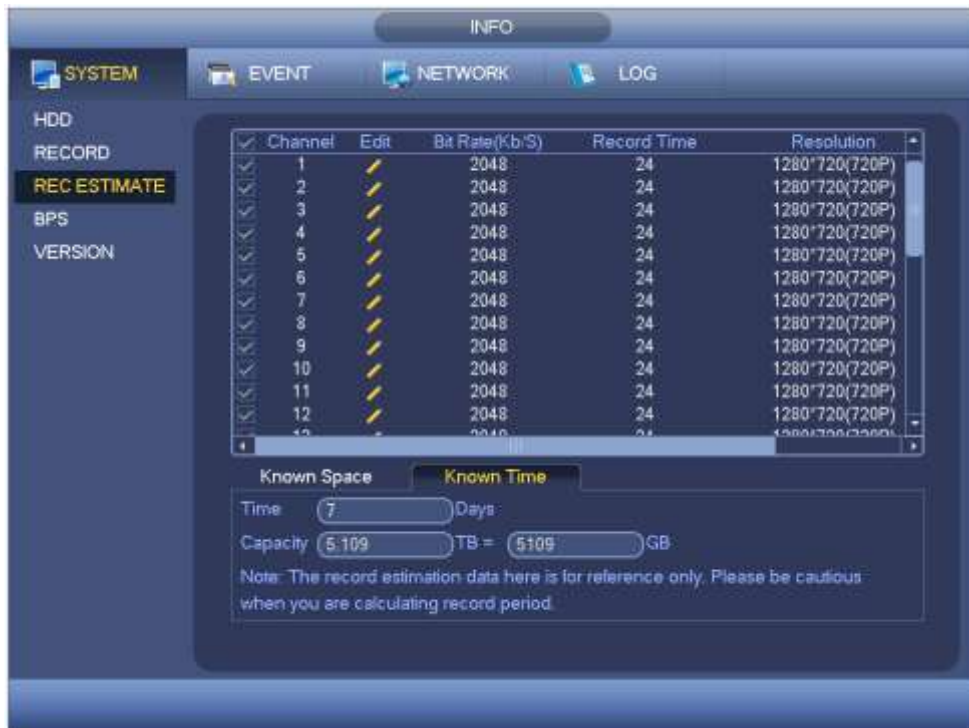 INFO
SYSTEM EVENT NETWORK LOG
HDD
RECORD
REC ESTIMATE
BPS
VERSION
Channel Edit Bit Rate(Kb/S) Record Time Resolution
1 2048 24 1280*720(720P)
2 2048 24 1280*720(720P)
3 2048 24 1280*720(720P)
4 2048 24 1280*720(720P)
5 2048 24 1280*720(720P)
6 2048 24 1280*720(720P)
7 2048 24 1280*720(720P)
8 2048 24 1280*720(720P)
9 2048 24 1280*720(720P)
10 2048 24 1280*720(720P)
11 2048 24 1280*720(720P)
12 2048 24 1280*720(720P)
Known Space Known Time
Time 7 Days
Capacity 5.109 TB = 5109 GB
Note: The record estimation data here is for reference only. Please be cautious
when you are calculating record period.